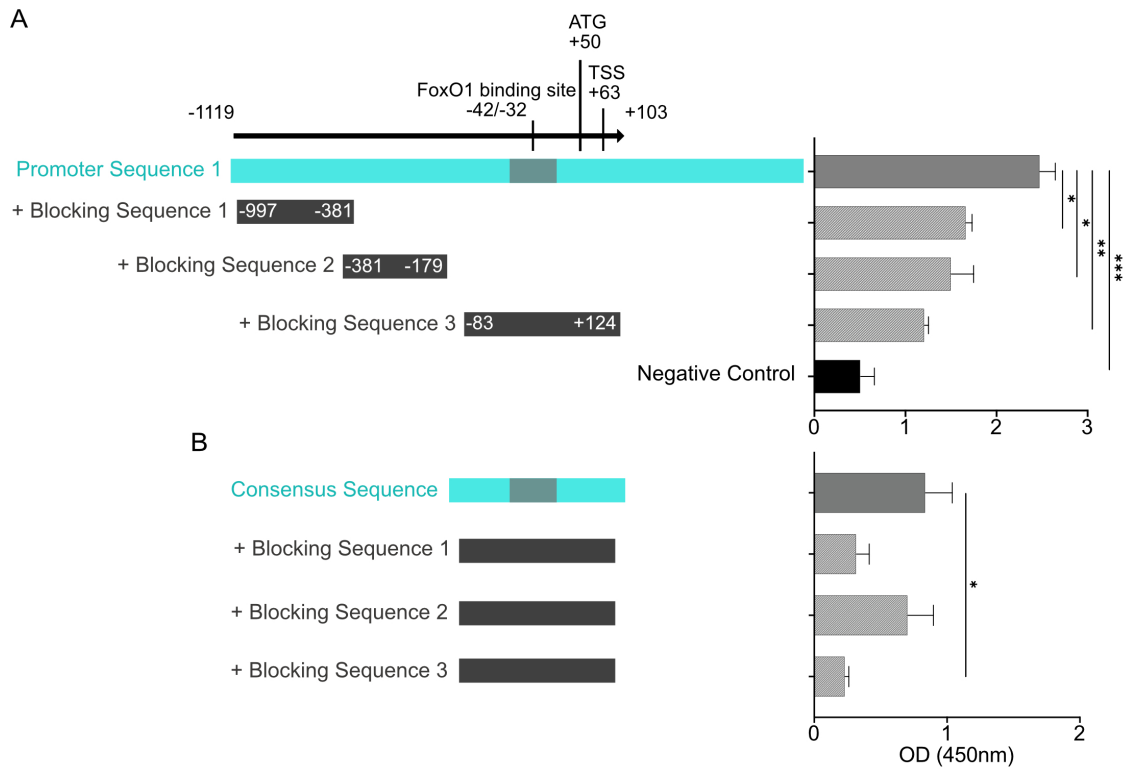 A
ATG
+50
TSS
+63
FoxO1 binding site
-42/-32
-1119
+103
Promoter Sequence 1
+ Blocking Sequence 1
-997 -381
+ Blocking Sequence 2
-381 -179
+ Blocking Sequence 3
-83 +124
Negative Control
*
*
**
***
0 1 2 3
B
Consensus Sequence
+ Blocking Sequence 1
+ Blocking Sequence 2
+ Blocking Sequence 3
*
0 1 2
OD (450nm)